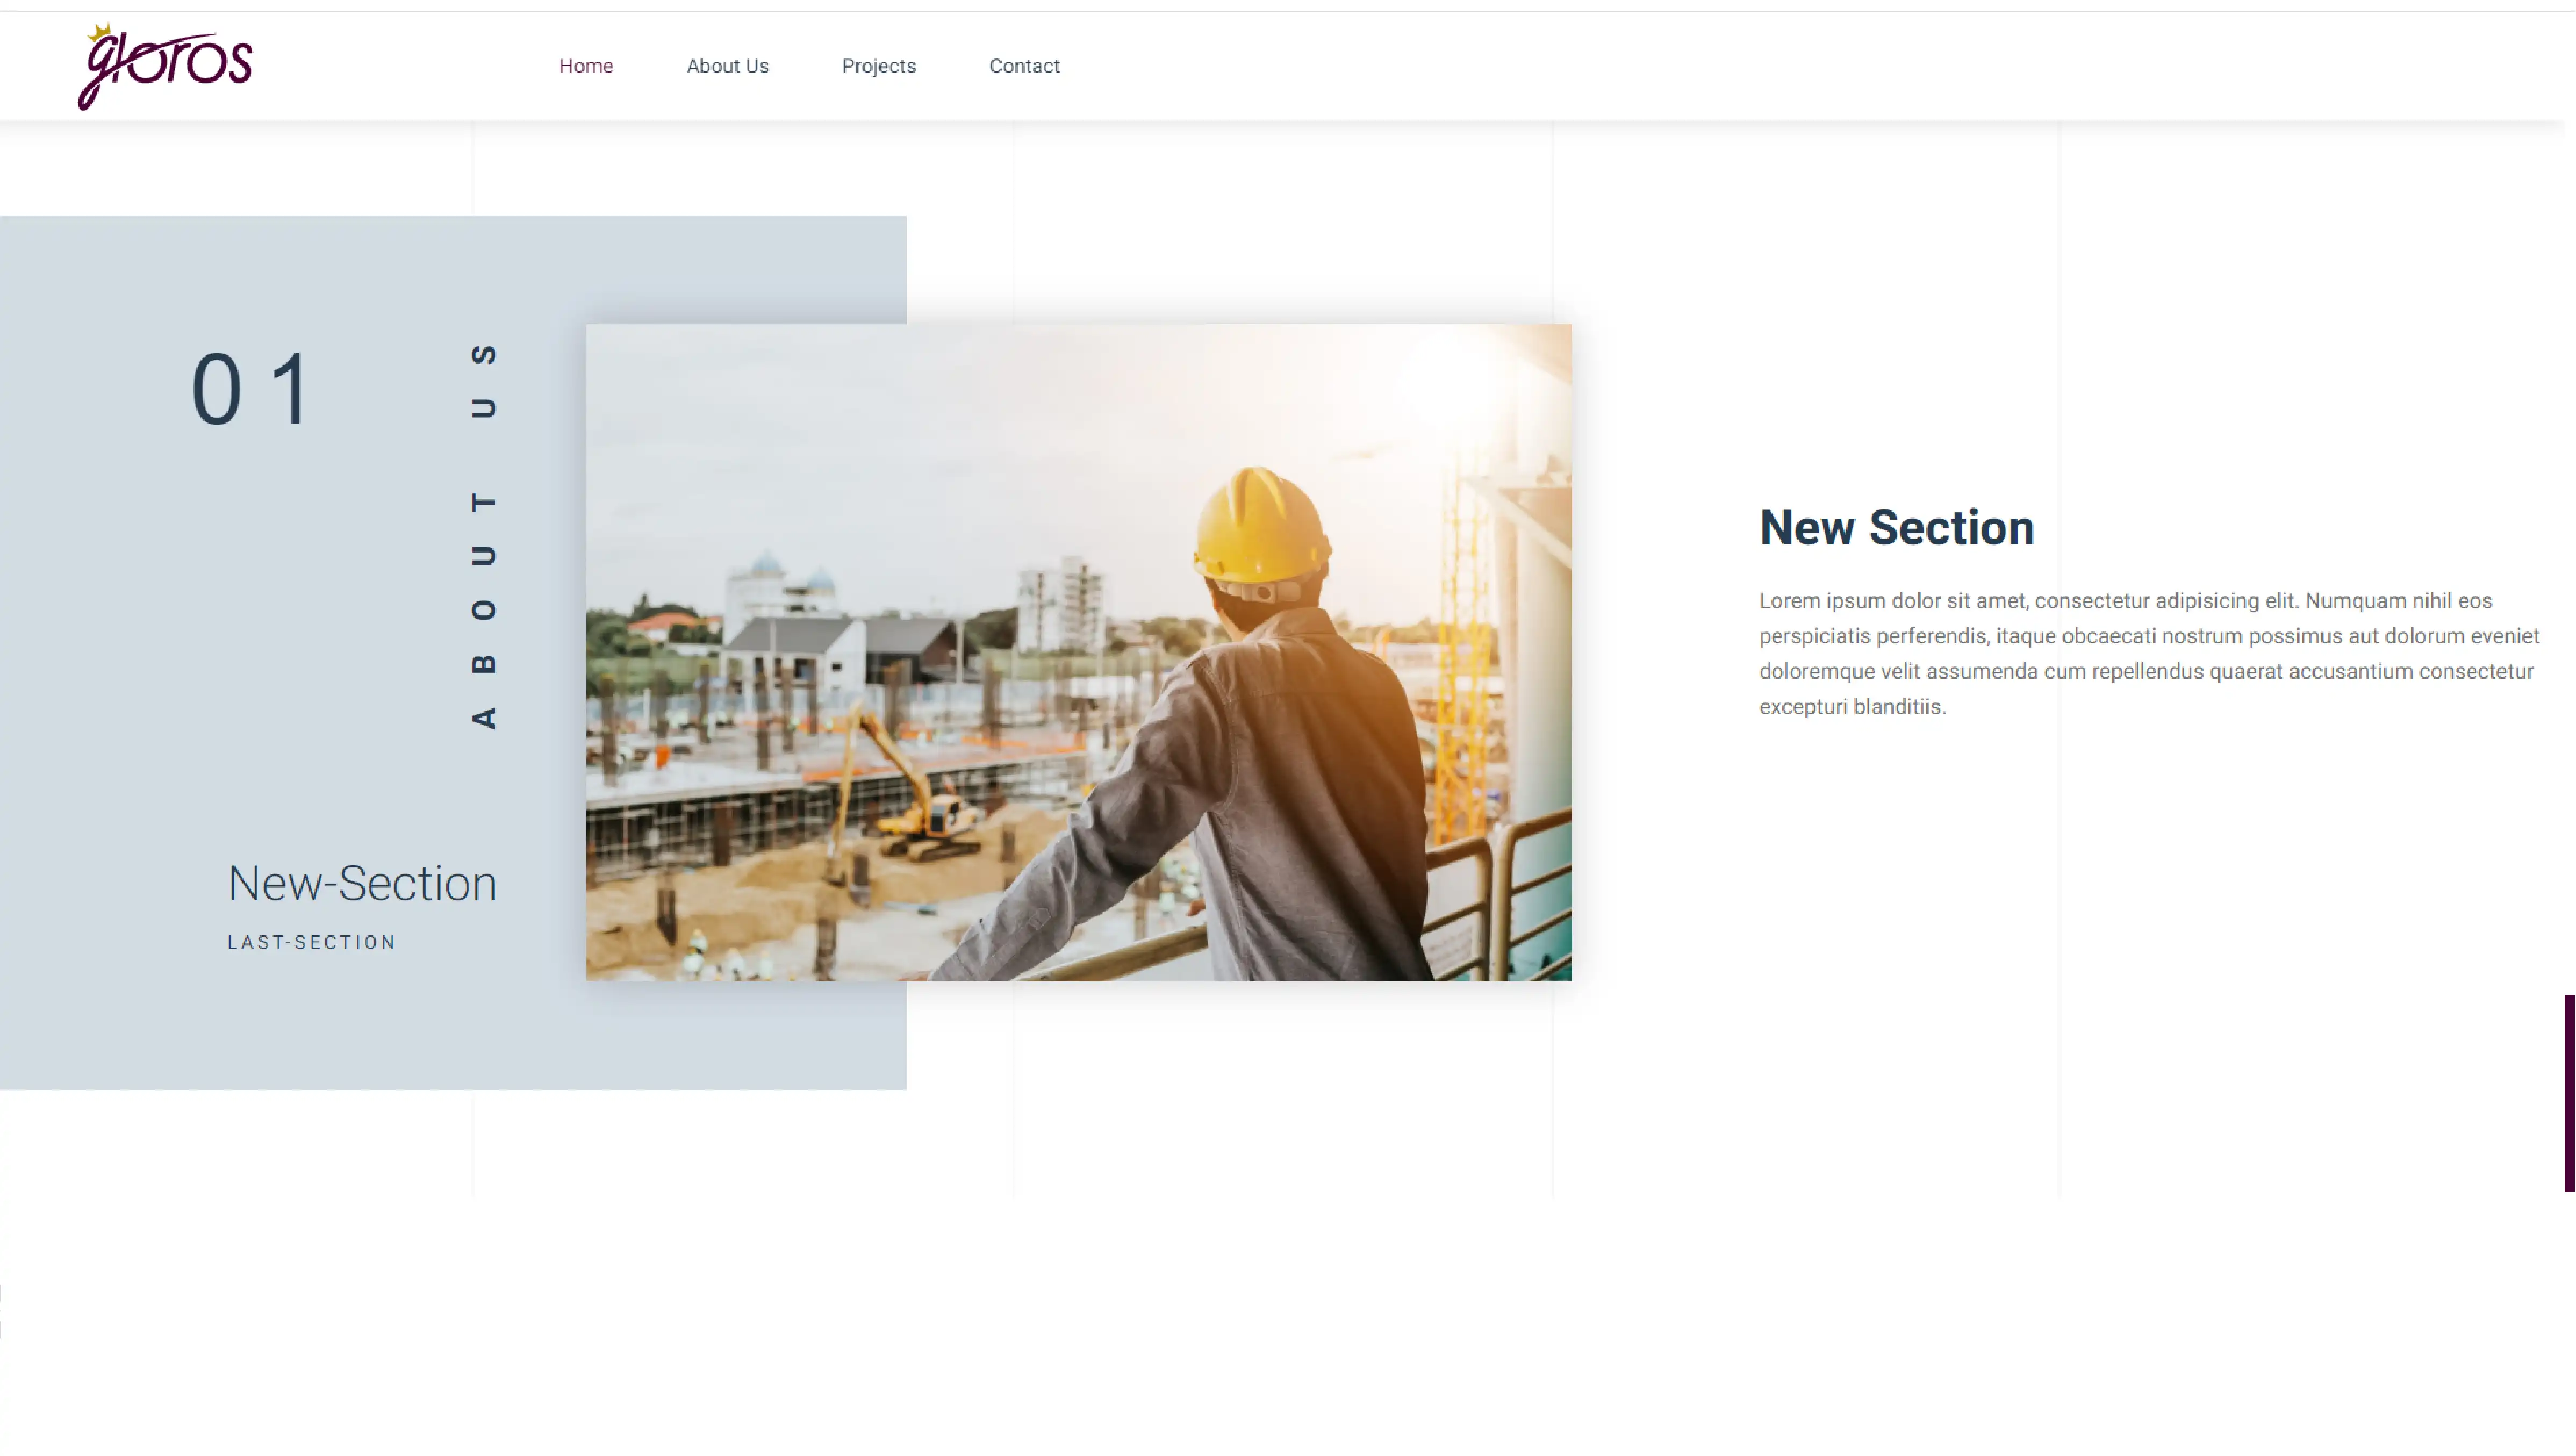 gloros
Home
About Us
Projects
Contact
01
ABOUT US
New-Section
LAST-SECTION
New Section
Lorem ipsum dolor sit amet, consectetur adipisicing elit. Numquam nihil eos
perspiciatis perferendis, itaque obcaecati nostrum possimus aut dolorum eveniet
doloremque velit assumenda cum repellendus quaerat accusantium consectetur
excepturi blanditiis.